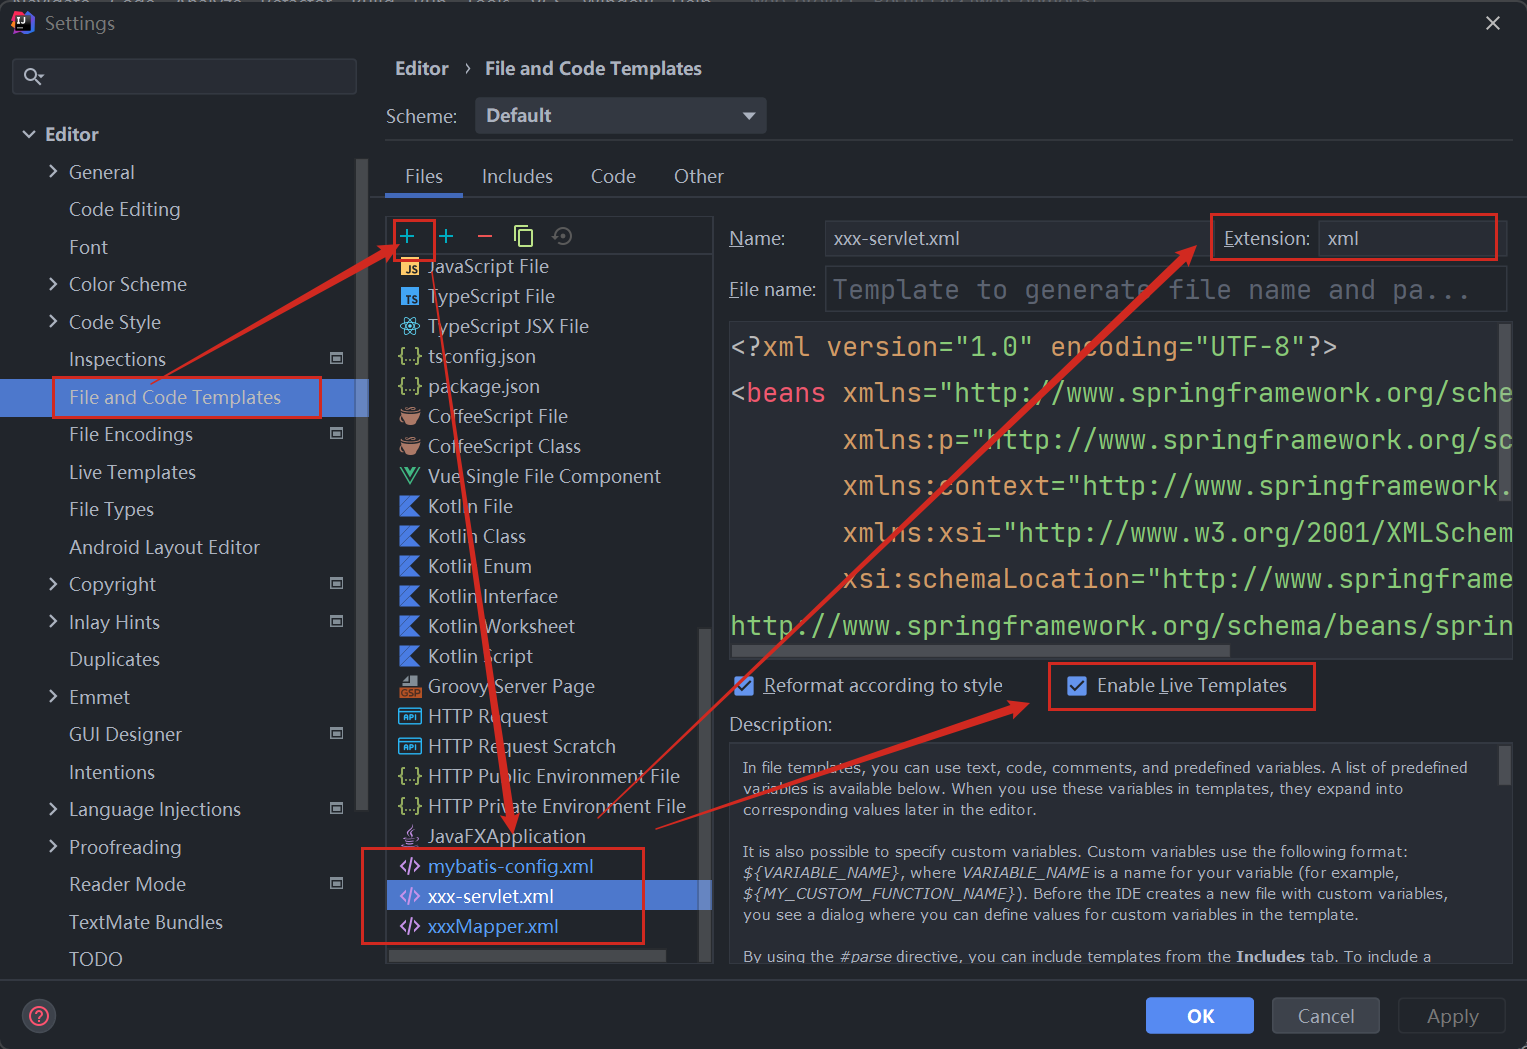 Settings
Editor › File and Code Templates
Scheme: Default
Editor
General
Code Editing
Font
Color Scheme
Code Style
Inspections
File and Code Templates
File Encodings
Live Templates
File Types
Android Layout Editor
Copyright
Inlay Hints
Duplicates
Emmet
GUI Designer
Intentions
Language Injections
Proofreading
Reader Mode
TextMate Bundles
TODO
Files Includes Code Other
JavaScript File
TypeScript File
TypeScript JSX File
tsconfig.json
package.json
CoffeeScript File
CoffeeScript Class
Vue Single File Component
Kotlin File
Kotlin Class
Kotlin Enum
Kotlin Interface
Kotlin Worksheet
Kotlin Script
Groovy Server Page
HTTP Request
HTTP Request Scratch
HTTP Public Environment File
HTTP Private Environment File
JavaFXApplication
mybatis-config.xml
xxx-servlet.xml
xxxMapper.xml
Name: xxx-servlet.xml Extension: xml
File name: Template to generate file name and pa...
<?xml version="1.0" encoding="UTF-8"?>
<beans xmlns="http://www.springframework.org/sche
xmlns:p="http://www.springframework.org/sc
xmlns:context="http://www.springframework.
xmlns:xsi="http://www.w3.org/2001/XMLSchem
xsi:schemaLocation="http://www.springframe
http://www.springframework.org/schema/beans/sprin
Reformat according to style Enable Live Templates
Description:
In file templates, you can use text, code, comments, and predefined variables. A list of predefined
variables is available below. When you use these variables in templates, they expand into
corresponding values later in the editor.
It is also possible to specify custom variables. Custom variables use the following format:
${VARIABLE_NAME}, where VARIABLE_NAME is a name for your variable (for example,
${MY_CUSTOM_FUNCTION_NAME}). Before the IDE creates a new file with custom variables,
you see a dialog where you can define values for custom variables in the template.
By using the #parse directive, you can include templates from the Includes tab. To include a
OK Cancel Apply